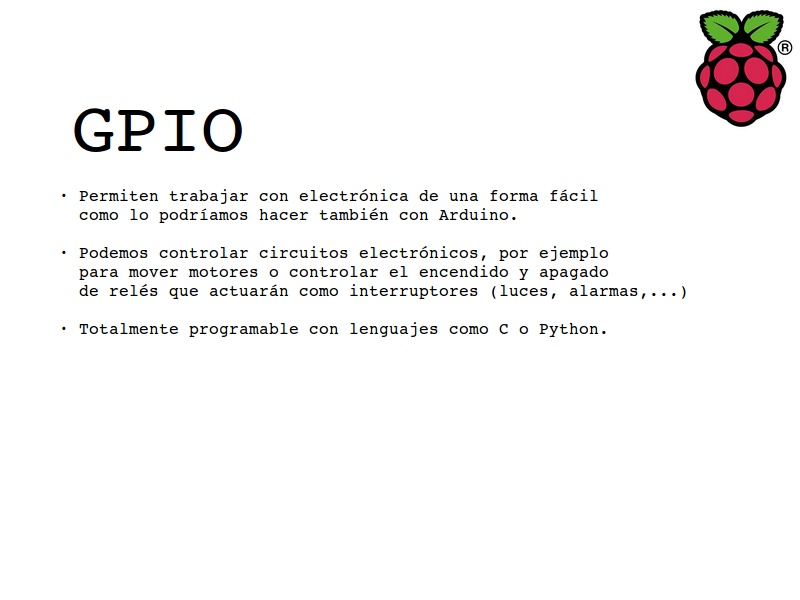 ®
GPIO
· Permiten trabajar con electrónica de una forma fácil
como lo podríamos hacer también con Arduino.
· Podemos controlar circuitos electrónicos, por ejemplo
para mover motores o controlar el encendido y apagado
de relés que actuarán como interruptores (luces, alarmas,...)
· Totalmente programable con lenguajes como C o Python.